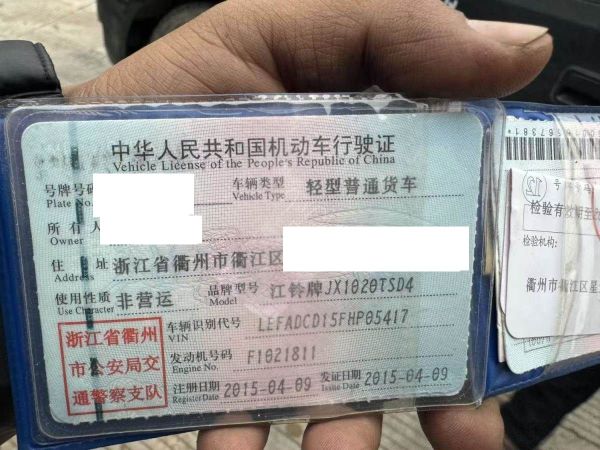 中华人民共和国机动车行驶证
Vehicle License of the People's Republic of China
号牌号码 车辆类型 轻型普通货车
Plate No. Vehicle Type
所有人
Owner
住址 浙江省衢州市衢江区
Address
使用性质 非营运 品牌型号 江铃牌JX1020TSD4
Use Character Model
浙江省衢州
市公安局交
通警察支队
车辆识别代号 LEFADCD15FHP05417
VIN
发动机号码 F1021811
Engine No.
注册日期 2015-04-09 发证日期 2015-04-09
Register Date Issue Date
检验有效期至
检验机构:
衢州市衢江区星